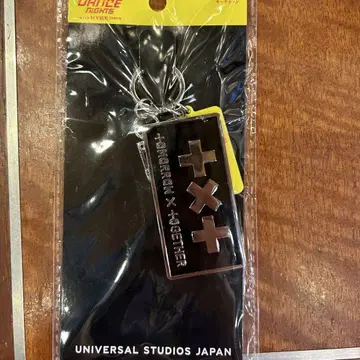 DANCE
NIGHTS
TOMORROW X TOGETHER
UNIVERSAL STUDIOS JAPAN